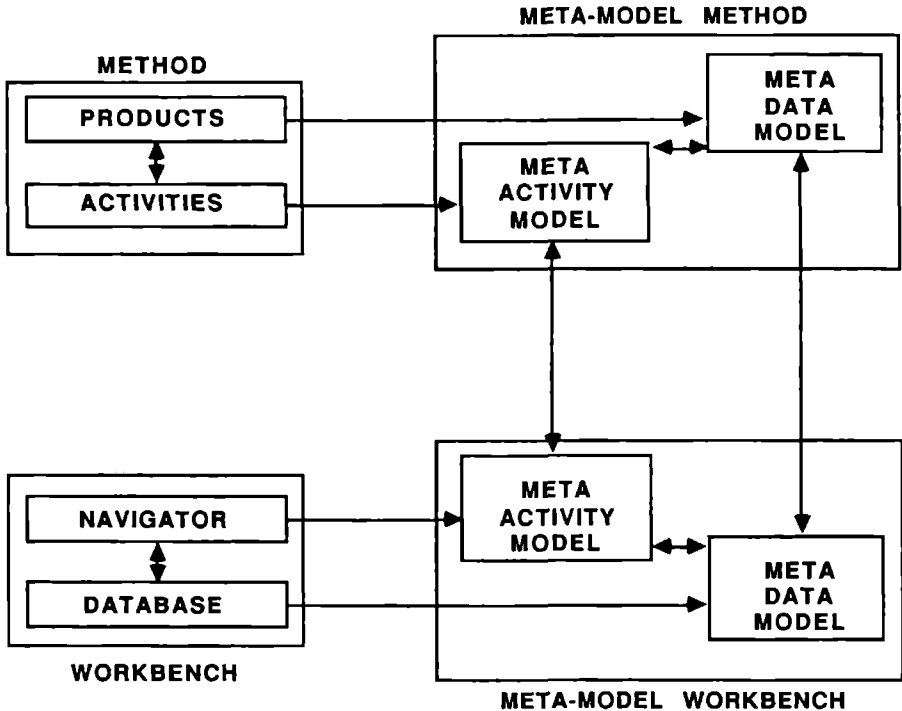 META-MODEL METHOD
METHOD
PRODUCTS
ACTIVITIES
META
DATA
MODEL
META
ACTIVITY
MODEL
NAVIGATOR
DATABASE
WORKBENCH
META
ACTIVITY
MODEL
META
DATA
MODEL
META-MODEL WORKBENCH